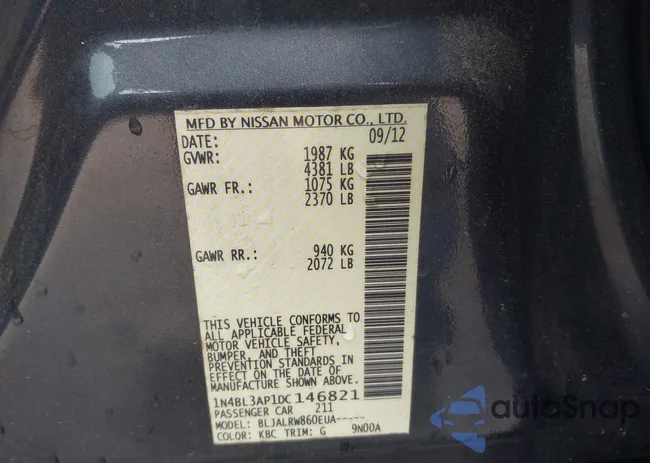 MFD BY NISSAN MOTOR CO., LTD.
DATE: 09/12
GVWR: 1987 KG
4381 LB
GAWR FR.: 1075 KG
2370 LB
GAWR RR.: 940 KG
2072 LB
THIS VEHICLE CONFORMS TO
ALL APPLICABLE FEDERAL
MOTOR VEHICLE SAFETY,
BUMPER, AND THEFT
PREVENTION STANDARDS IN
EFFECT ON THE DATE OF
MANUFACTURE SHOWN ABOVE.
1N4BL3AP1DC146821
PASSENGER CAR 211
MODEL: BLJALRW860EUA-----
COLOR: KBC TRIM: G 9N00A
autoSnap